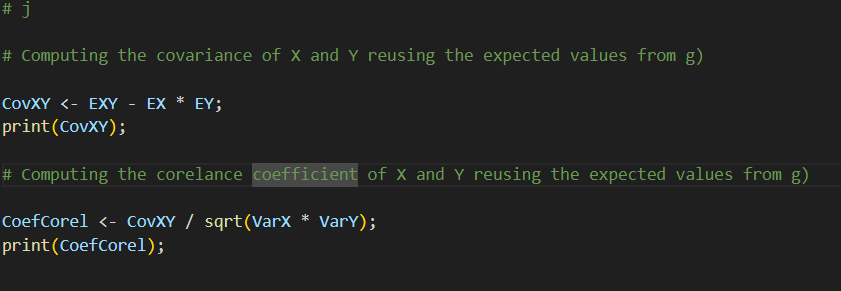 # j
# Computing the covariance of X and Y reusing the expected values from g)
CovXY <- EXY - EX * EY;
print(CovXY);
# Computing the corelance coefficient of X and Y reusing the expected values from g)
CoefCorel <- CovXY / sqrt(VarX * VarY);
print(CoefCorel);